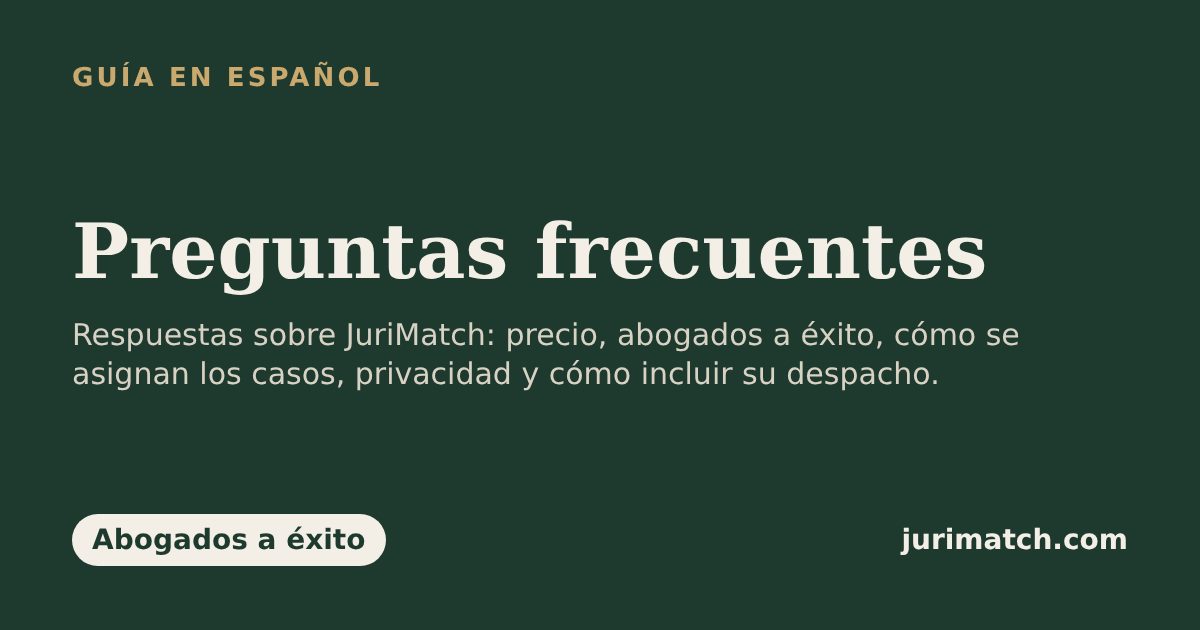 GUÍA EN ESPAÑOL
Preguntas frecuentes
Respuestas sobre JuriMatch: precio, abogados a éxito, cómo se
asignan los casos, privacidad y cómo incluir su despacho.
Abogados a éxito
jurimatch.com